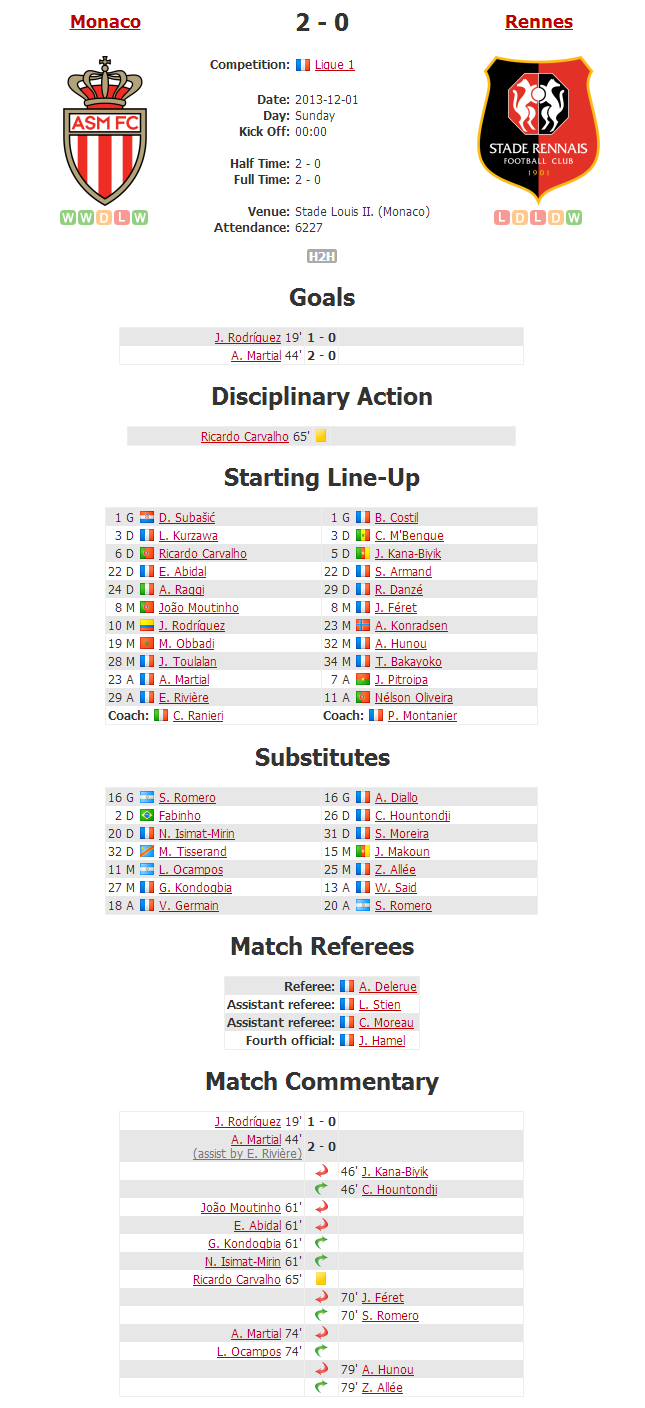 Monaco 2 - 0 Rennes
Competition: Ligue 1
ASM FC
STADE RENNAIS
FOOTBALL CLUB
1901
Date: 2013-12-01
Day: Sunday
Kick Off: 00:00
Half Time: 2 - 0
Full Time: 2 - 0
Venue: Stade Louis II. (Monaco)
Attendance: 6227
W W D L W
L D L D W
H2H
Goals
J. Rodríguez 19' 1 - 0
A. Martial 44' 2 - 0
Disciplinary Action
Ricardo Carvalho 65'
Starting Line-Up
1 G D. Subašić 1 G B. Costil
3 D L. Kurzawa 3 D C. M'Bengue
6 D Ricardo Carvalho 5 D J. Kana-Biyik
22 D E. Abidal 22 D S. Armand
24 D A. Raggi 29 D R. Danzé
8 M João Moutinho 8 M J. Féret
10 M J. Rodríguez 23 M A. Konradsen
19 M M. Obbadi 32 M A. Hunou
28 M J. Toulalan 34 M T. Bakayoko
23 A A. Martial 7 A J. Pitroipa
29 A E. Rivière 11 A Nélson Oliveira
Coach: C. Ranieri Coach: P. Montanier
Substitutes
16 G S. Romero 16 G A. Diallo
2 D Fabinho 26 D C. Hountondji
20 D N. Isimat-Mirin 31 D S. Moreira
32 D M. Tisserand 15 M J. Makoun
11 M L. Ocampos 25 M Z. Allée
27 M G. Kondogbia 13 A W. Said
18 A V. Germain 20 A S. Romero
Match Referees
Referee: A. Delerue
Assistant referee: L. Stien
Assistant referee: C. Moreau
Fourth official: J. Hamel
Match Commentary
J. Rodríguez 19' 1 - 0
A. Martial 44' 2 - 0
(assist by E. Rivière)
46' J. Kana-Biyik
46' C. Hountondji
João Moutinho 61'
E. Abidal 61'
G. Kondogbia 61'
N. Isimat-Mirin 61'
Ricardo Carvalho 65'
70' J. Féret
70' S. Romero
A. Martial 74'
L. Ocampos 74'
79' A. Hunou
79' Z. Allée